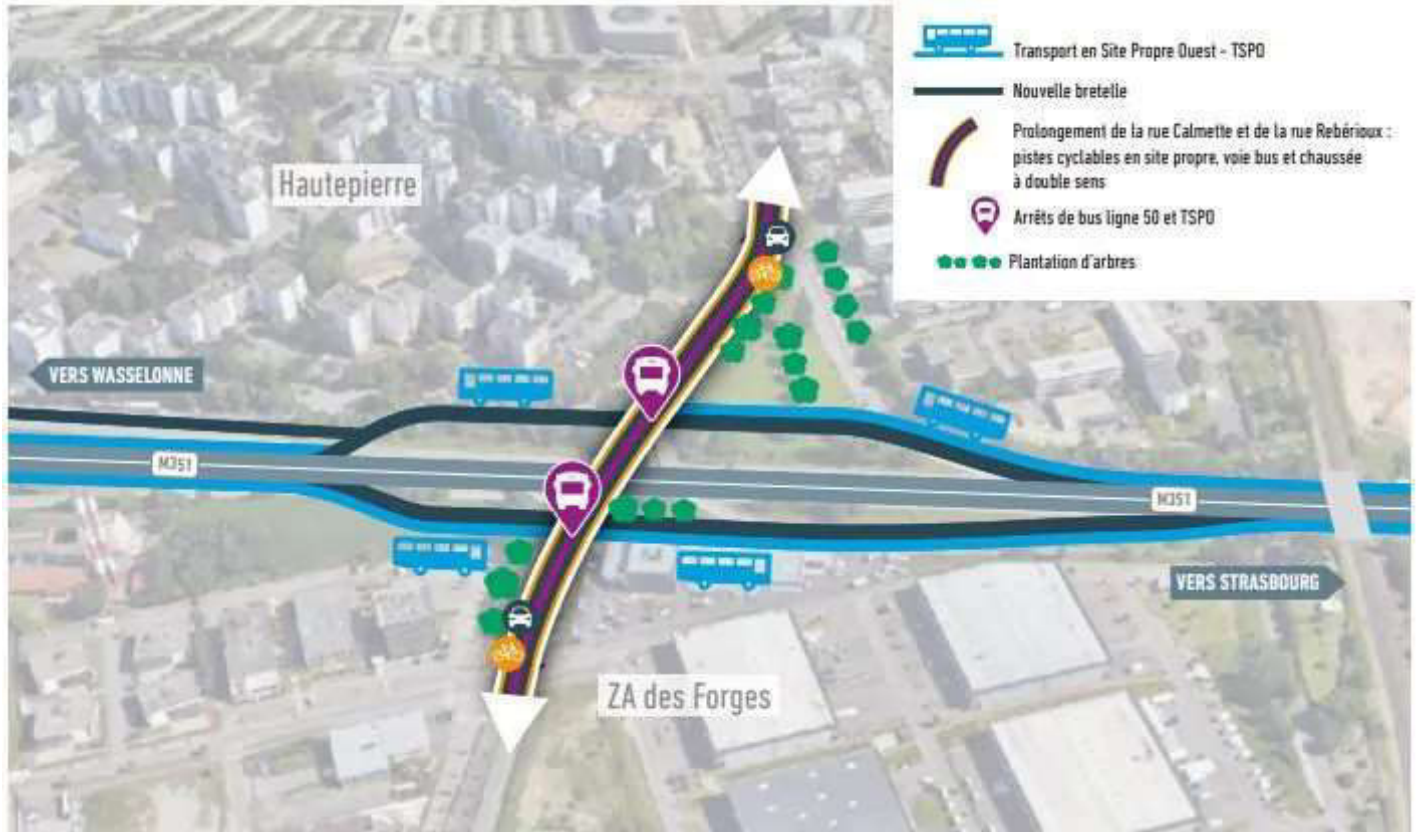 Transport en Site Propre Ouest - TSPO
Nouvelle bretelle
Prolongement de la rue Calmette et de la rue Rebérioux :
pistes cyclables en site propre, voie bus et chaussée
à double sens
Arrêts de bus ligne 50 et TSPO
Plantation d'arbres
Hautepierre
VERS WASSELONNE
M351
M351
VERS STRASBOURG
ZA des Forges